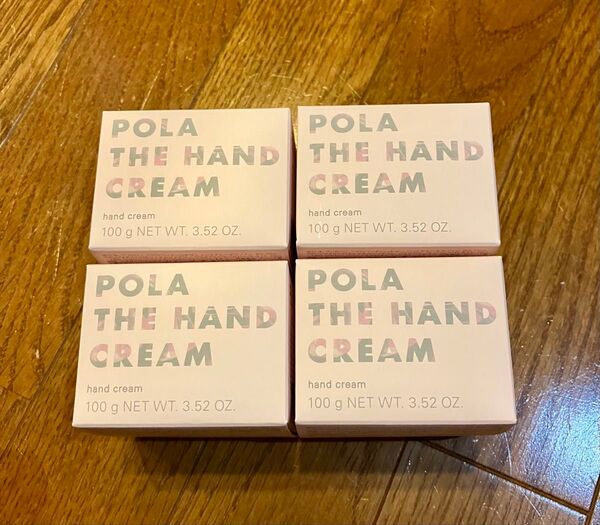 POLA
THE HAND
CREAM
hand cream
100 g NET WT. 3.52 OZ.
POLA
THE HAND
CREAM
hand cream
100 g NET WT. 3.52 OZ.
POLA
THE HAND
CREAM
hand cream
100 g NET WT. 3.52 OZ.
POLA
THE HAND
CREAM
hand cream
100 g NET WT. 3.52 OZ.